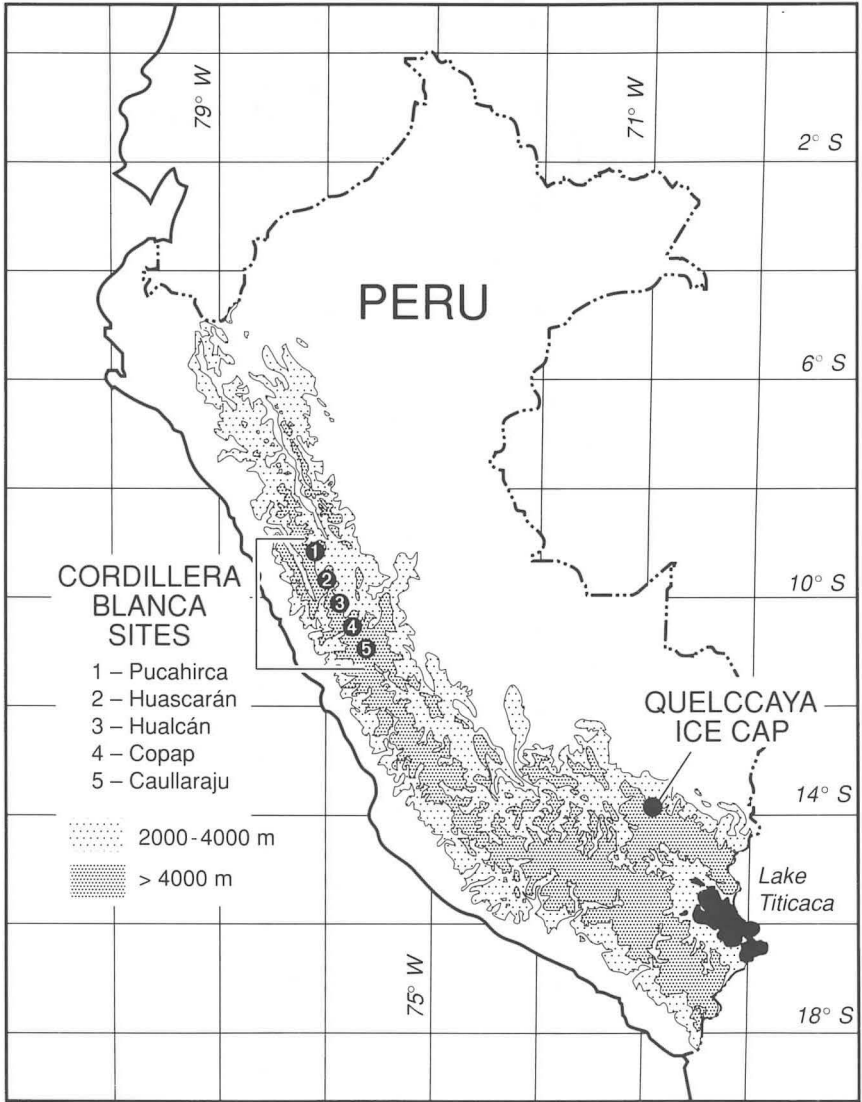 79° W
71° W
2° S
PERU
6° S
CORDILLERA
BLANCA
SITES
1 – Pucahirca
2 – Huascarán
3 – Hualcán
4 – Copap
5 – Caullaraju
2000-4000 m
> 4000 m
1
2
3
4
5
10° S
QUELCCAYA
ICE CAP
14° S
Lake
Titicaca
75° W
18° S